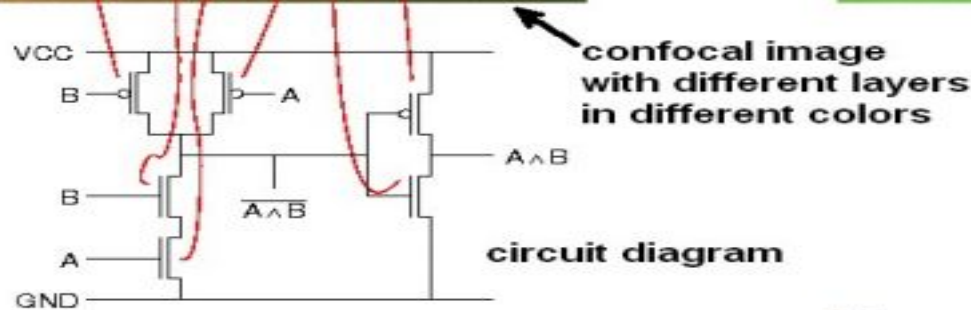 VCC
confocal image
with different layers
in different colors
B
A
A∧B
B
A̅∧̅B̅
A
circuit diagram
GND